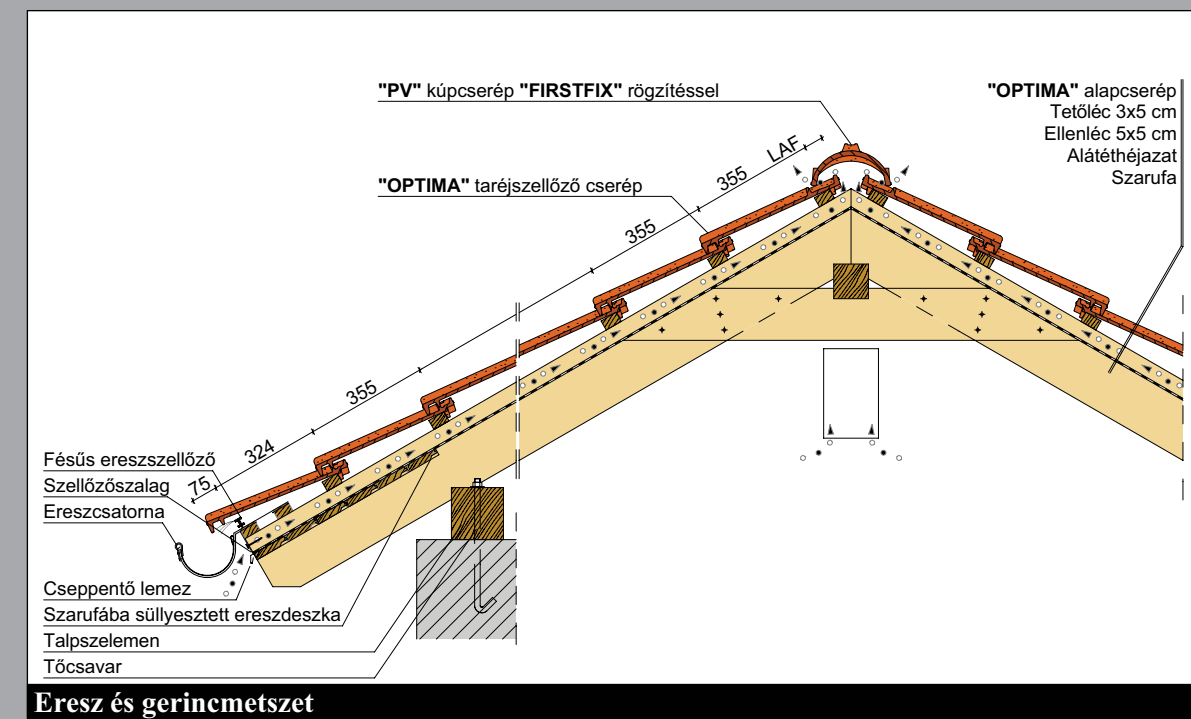 "PV" kúpcserép "FIRSTFIX" rögzítéssel
"OPTIMA" alapcserép
Tetőléc 3x5 cm
Ellenléc 5x5 cm
Alátéthéjazat
Szarufa
LAF
"OPTIMA" taréjszellőző cserép
355
355
355
324
75
Fésűs ereszszellőző
Szellőzőszalag
Ereszcsatorna
Cseppentő lemez
Szarufába süllyesztett ereszdeszka
Talpszelemen
Tőcsavar
Eresz és gerincmetszet